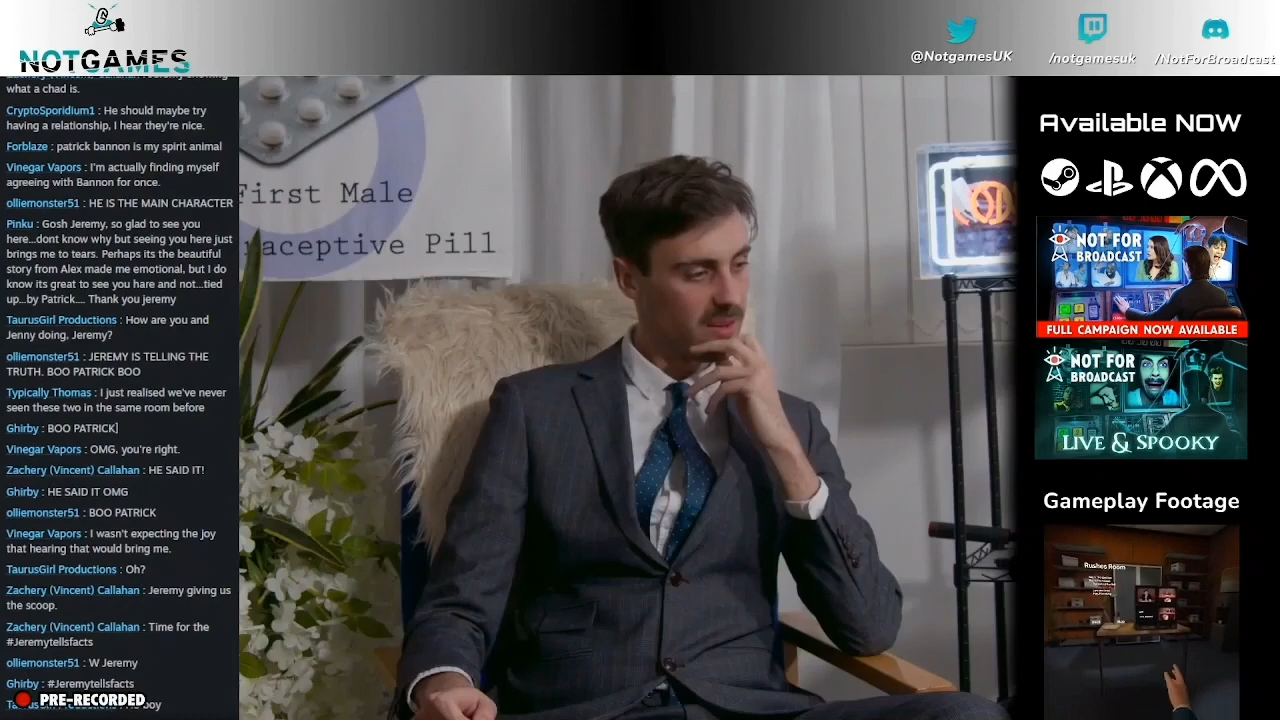 NOTGAMES
@NotgamesUK
/notgamesuk
/NotForBroadcast
what a chad is.
CryptoSporidium1 : He should maybe try
having a relationship, I hear they're nice.
Forblaze : patrick bannon is my spirit animal
Vinegar Vapors : I'm actually finding myself
agreeing with Bannon for once.
olliemonster51 : HE IS THE MAIN CHARACTER
Pinku : Gosh Jeremy, so glad to see you
here...dont know why but seeing you here just
brings me to tears. Perhaps its the beautiful
story from Alex made me emotional, but I do
know its great to see you hare and not...tied
up...by Patrick.... Thank you jeremy
TaurusGirl Productions : How are you and
Jenny doing, Jeremy?
olliemonster51 : JEREMY IS TELLING THE
TRUTH. BOO PATRICK BOO
Typically Thomas : I just realised we've never
seen these two in the same room before
Ghirby : BOO PATRICK]
Vinegar Vapors : OMG, you're right.
Zachery (Vincent) Callahan : HE SAID IT!
Ghirby : HE SAID IT OMG
olliemonster51 : BOO PATRICK
Vinegar Vapors : I wasn't expecting the joy
that hearing that would bring me.
TaurusGirl Productions : Oh?
Zachery (Vincent) Callahan : Jeremy giving us
the scoop.
Zachery (Vincent) Callahan : Time for the
#Jeremytellsfacts
olliemonster51 : W Jeremy
Ghirby : #Jeremytellsfacts
PRE-RECORDED
First Male
raceptive Pill
Available NOW
NOT FOR
BROADCAST
FULL CAMPAIGN NOW AVAILABLE
NOT FOR
BROADCAST
LIVE & SPOOKY
Gameplay Footage
Rushes Room